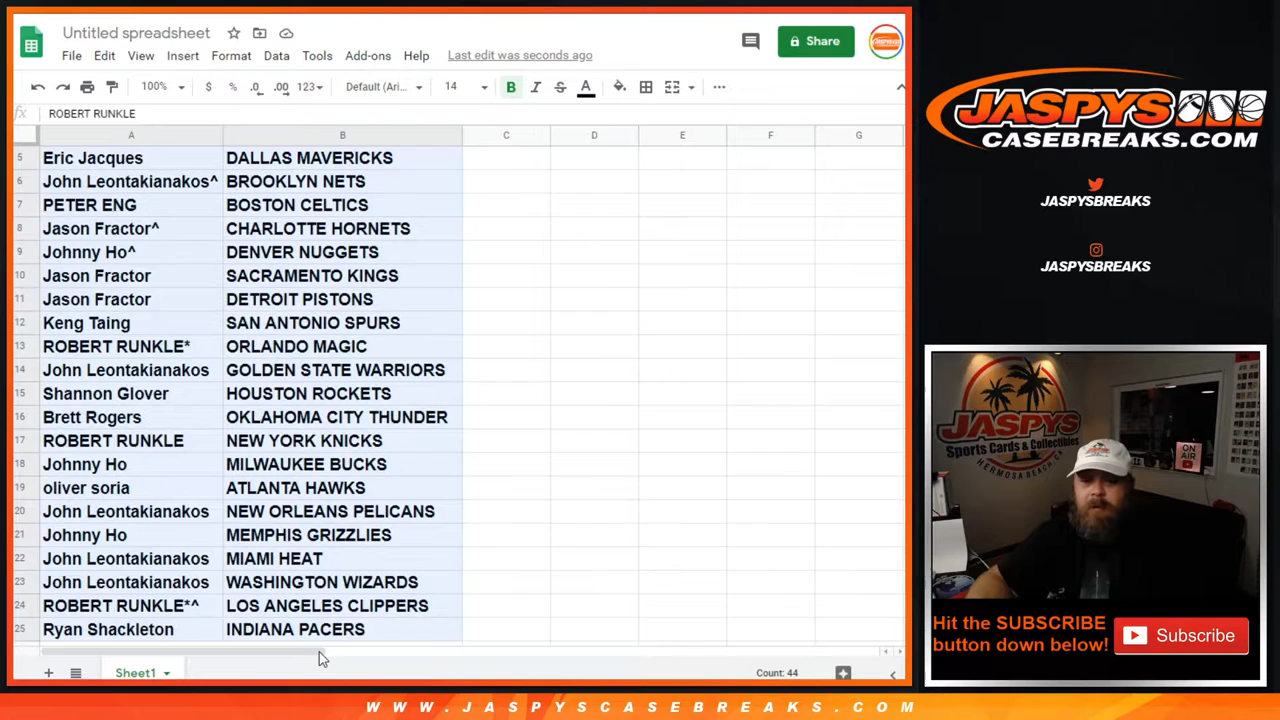 Untitled spreadsheet
File Edit View Insert Format Data Tools Add-ons Help Last edit was seconds ago
Share
100% $ % .0 .00 123 Default (Ari... 14 B I S A
fx ROBERT RUNKLE
A B C D E F G
5 Eric Jacques DALLAS MAVERICKS
6 John Leontakianakos^ BROOKLYN NETS
7 PETER ENG BOSTON CELTICS
8 Jason Fractor^ CHARLOTTE HORNETS
9 Johnny Ho^ DENVER NUGGETS
10 Jason Fractor SACRAMENTO KINGS
11 Jason Fractor DETROIT PISTONS
12 Keng Taing SAN ANTONIO SPURS
13 ROBERT RUNKLE* ORLANDO MAGIC
14 John Leontakianakos GOLDEN STATE WARRIORS
15 Shannon Glover HOUSTON ROCKETS
16 Brett Rogers OKLAHOMA CITY THUNDER
17 ROBERT RUNKLE NEW YORK KNICKS
18 Johnny Ho MILWAUKEE BUCKS
19 oliver soria ATLANTA HAWKS
20 John Leontakianakos NEW ORLEANS PELICANS
21 Johnny Ho MEMPHIS GRIZZLIES
22 John Leontakianakos MIAMI HEAT
23 John Leontakianakos WASHINGTON WIZARDS
24 ROBERT RUNKLE*^ LOS ANGELES CLIPPERS
25 Ryan Shackleton INDIANA PACERS
Sheet1 Count: 44
JASPYS
CASEBREAKS.COM
JASPYSBREAKS
JASPYSBREAKS
JASPYS
Sports Cards & Collectibles
HERMOSA BEACH, CA
ON
AIR
Hit the SUBSCRIBE
button down below!
Subscribe
WWW.JASPYSCASEBREAKS.COM